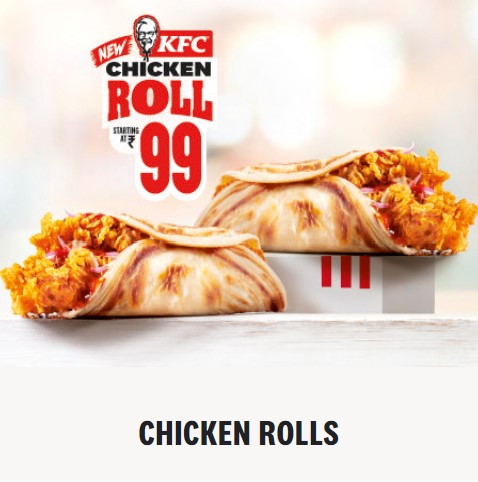 NEW KFC
CHICKEN
ROLL
STARTING
AT ₹ 99
CHICKEN ROLLS